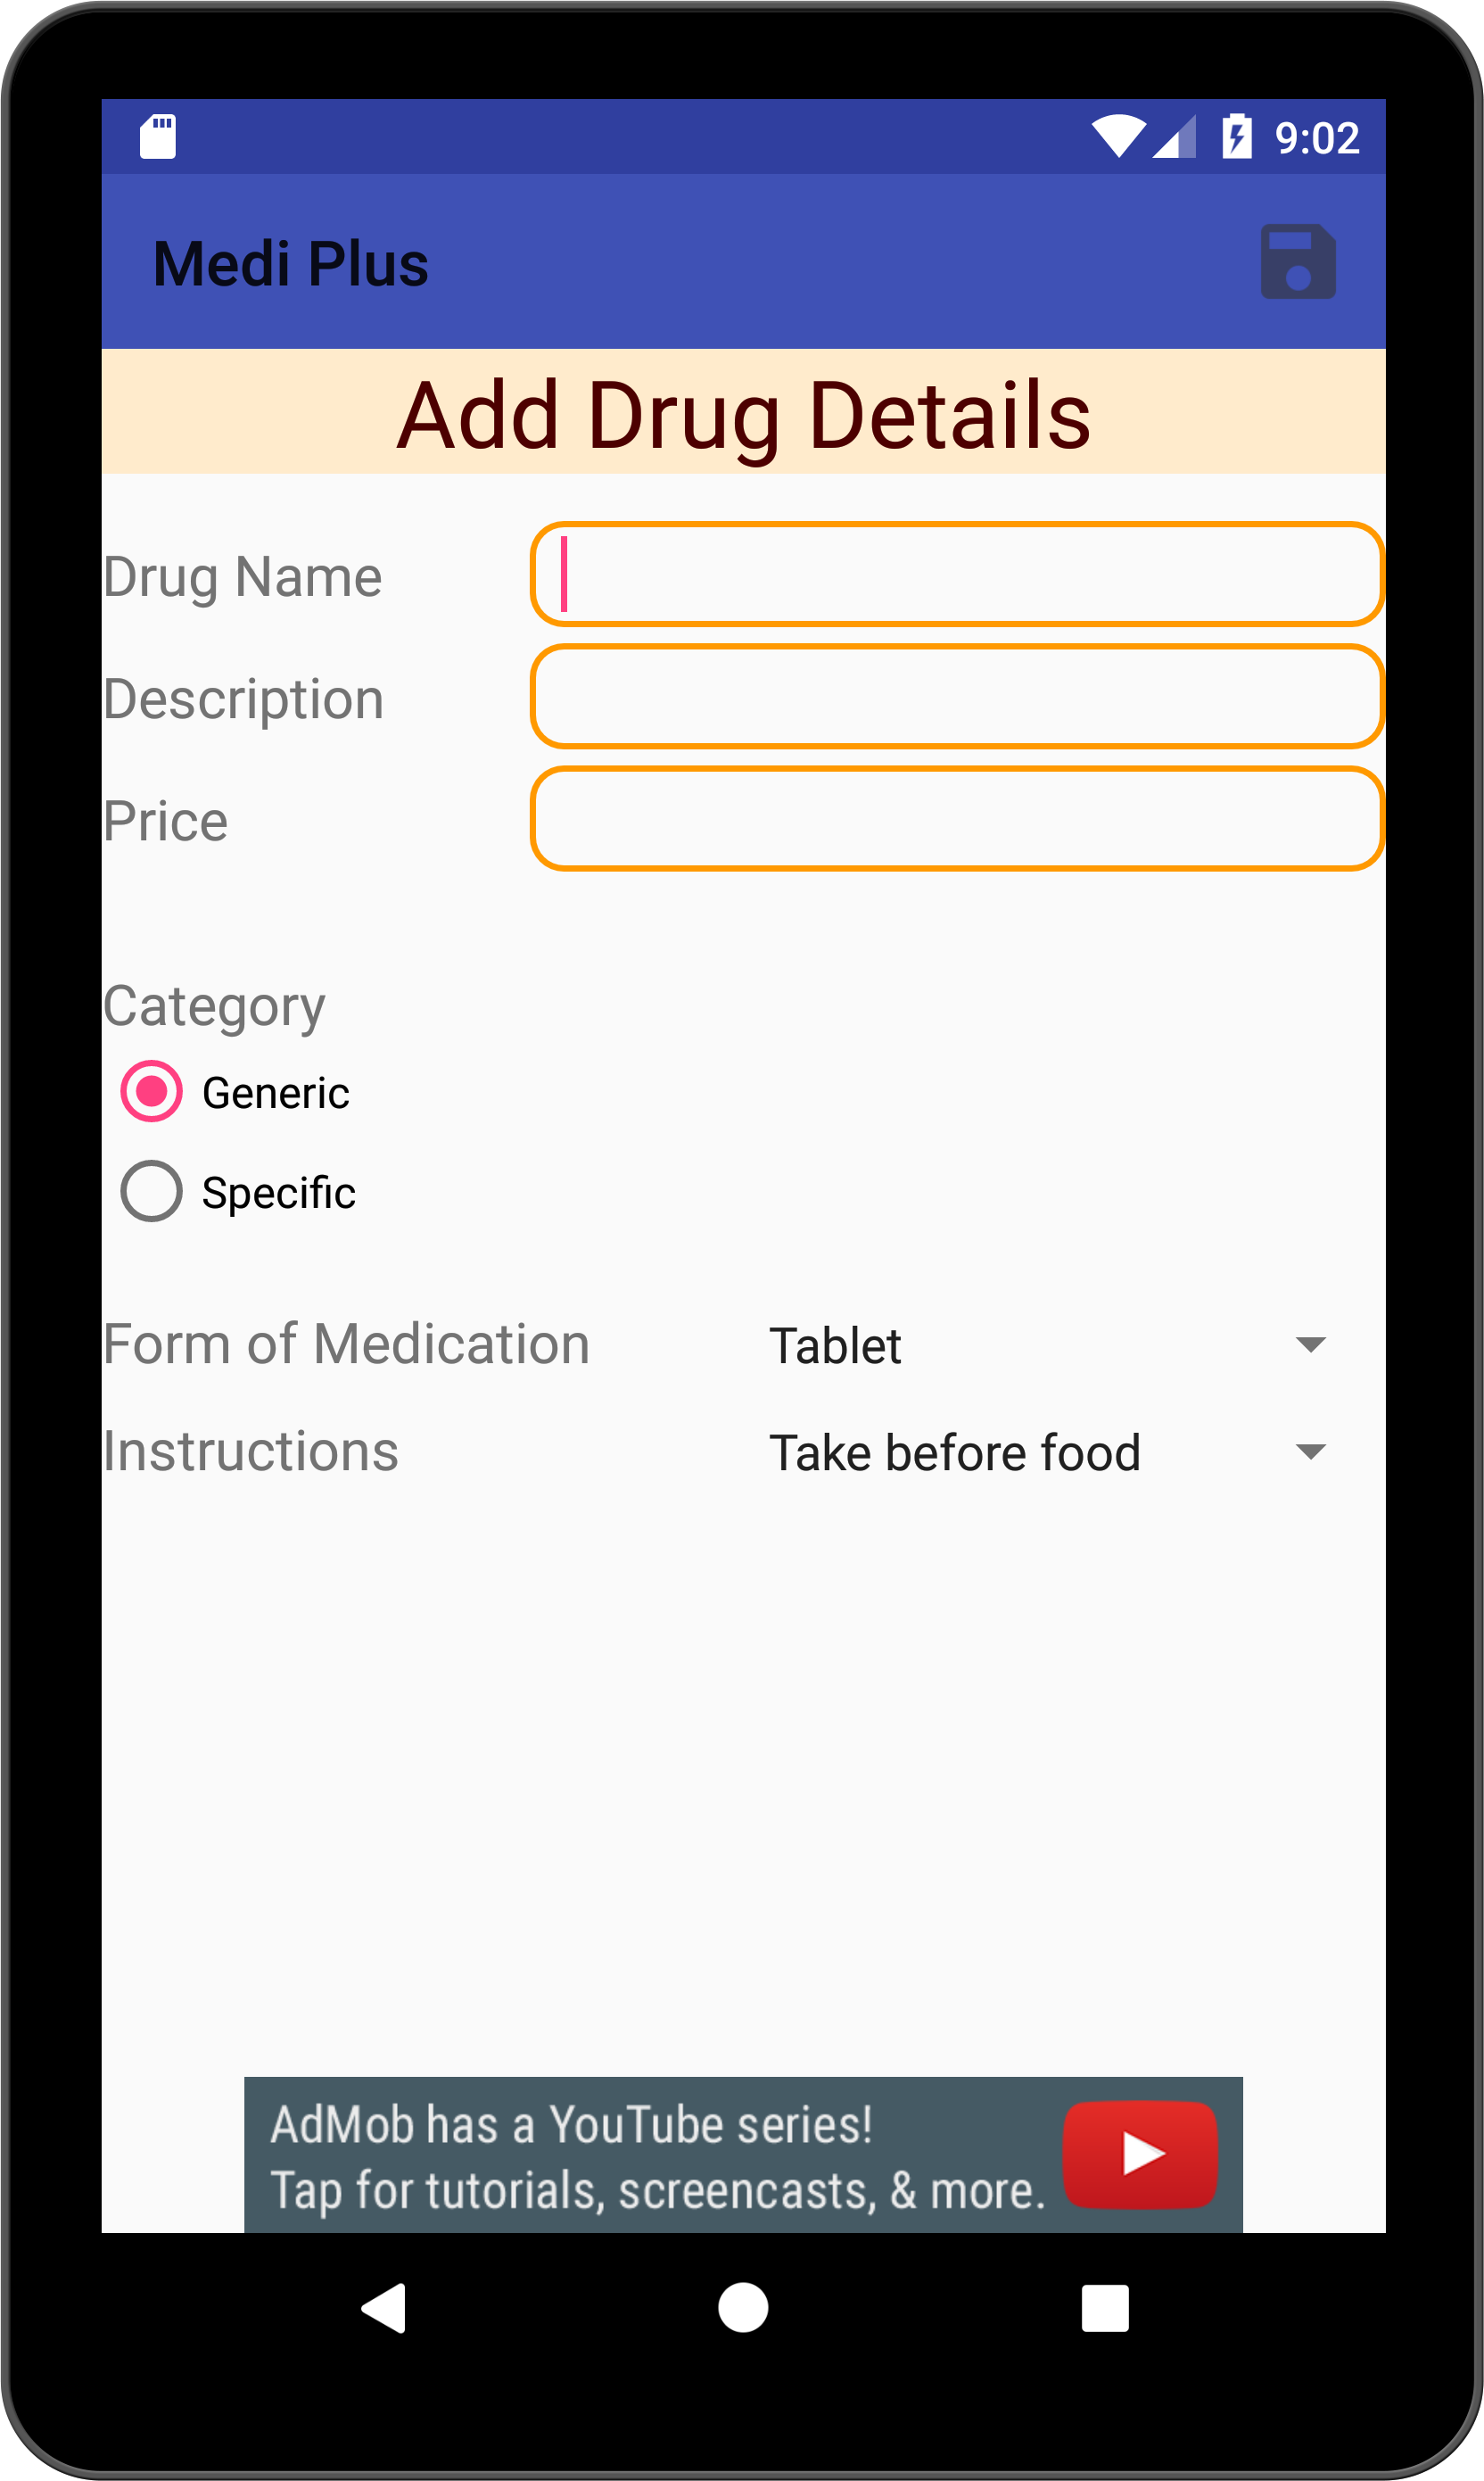 9:02
Medi Plus
Add Drug Details
Drug Name
Description
Price
Category
Generic
Specific
Form of Medication Tablet
Instructions Take before food
AdMob has a YouTube series!
Tap for tutorials, screencasts, & more.